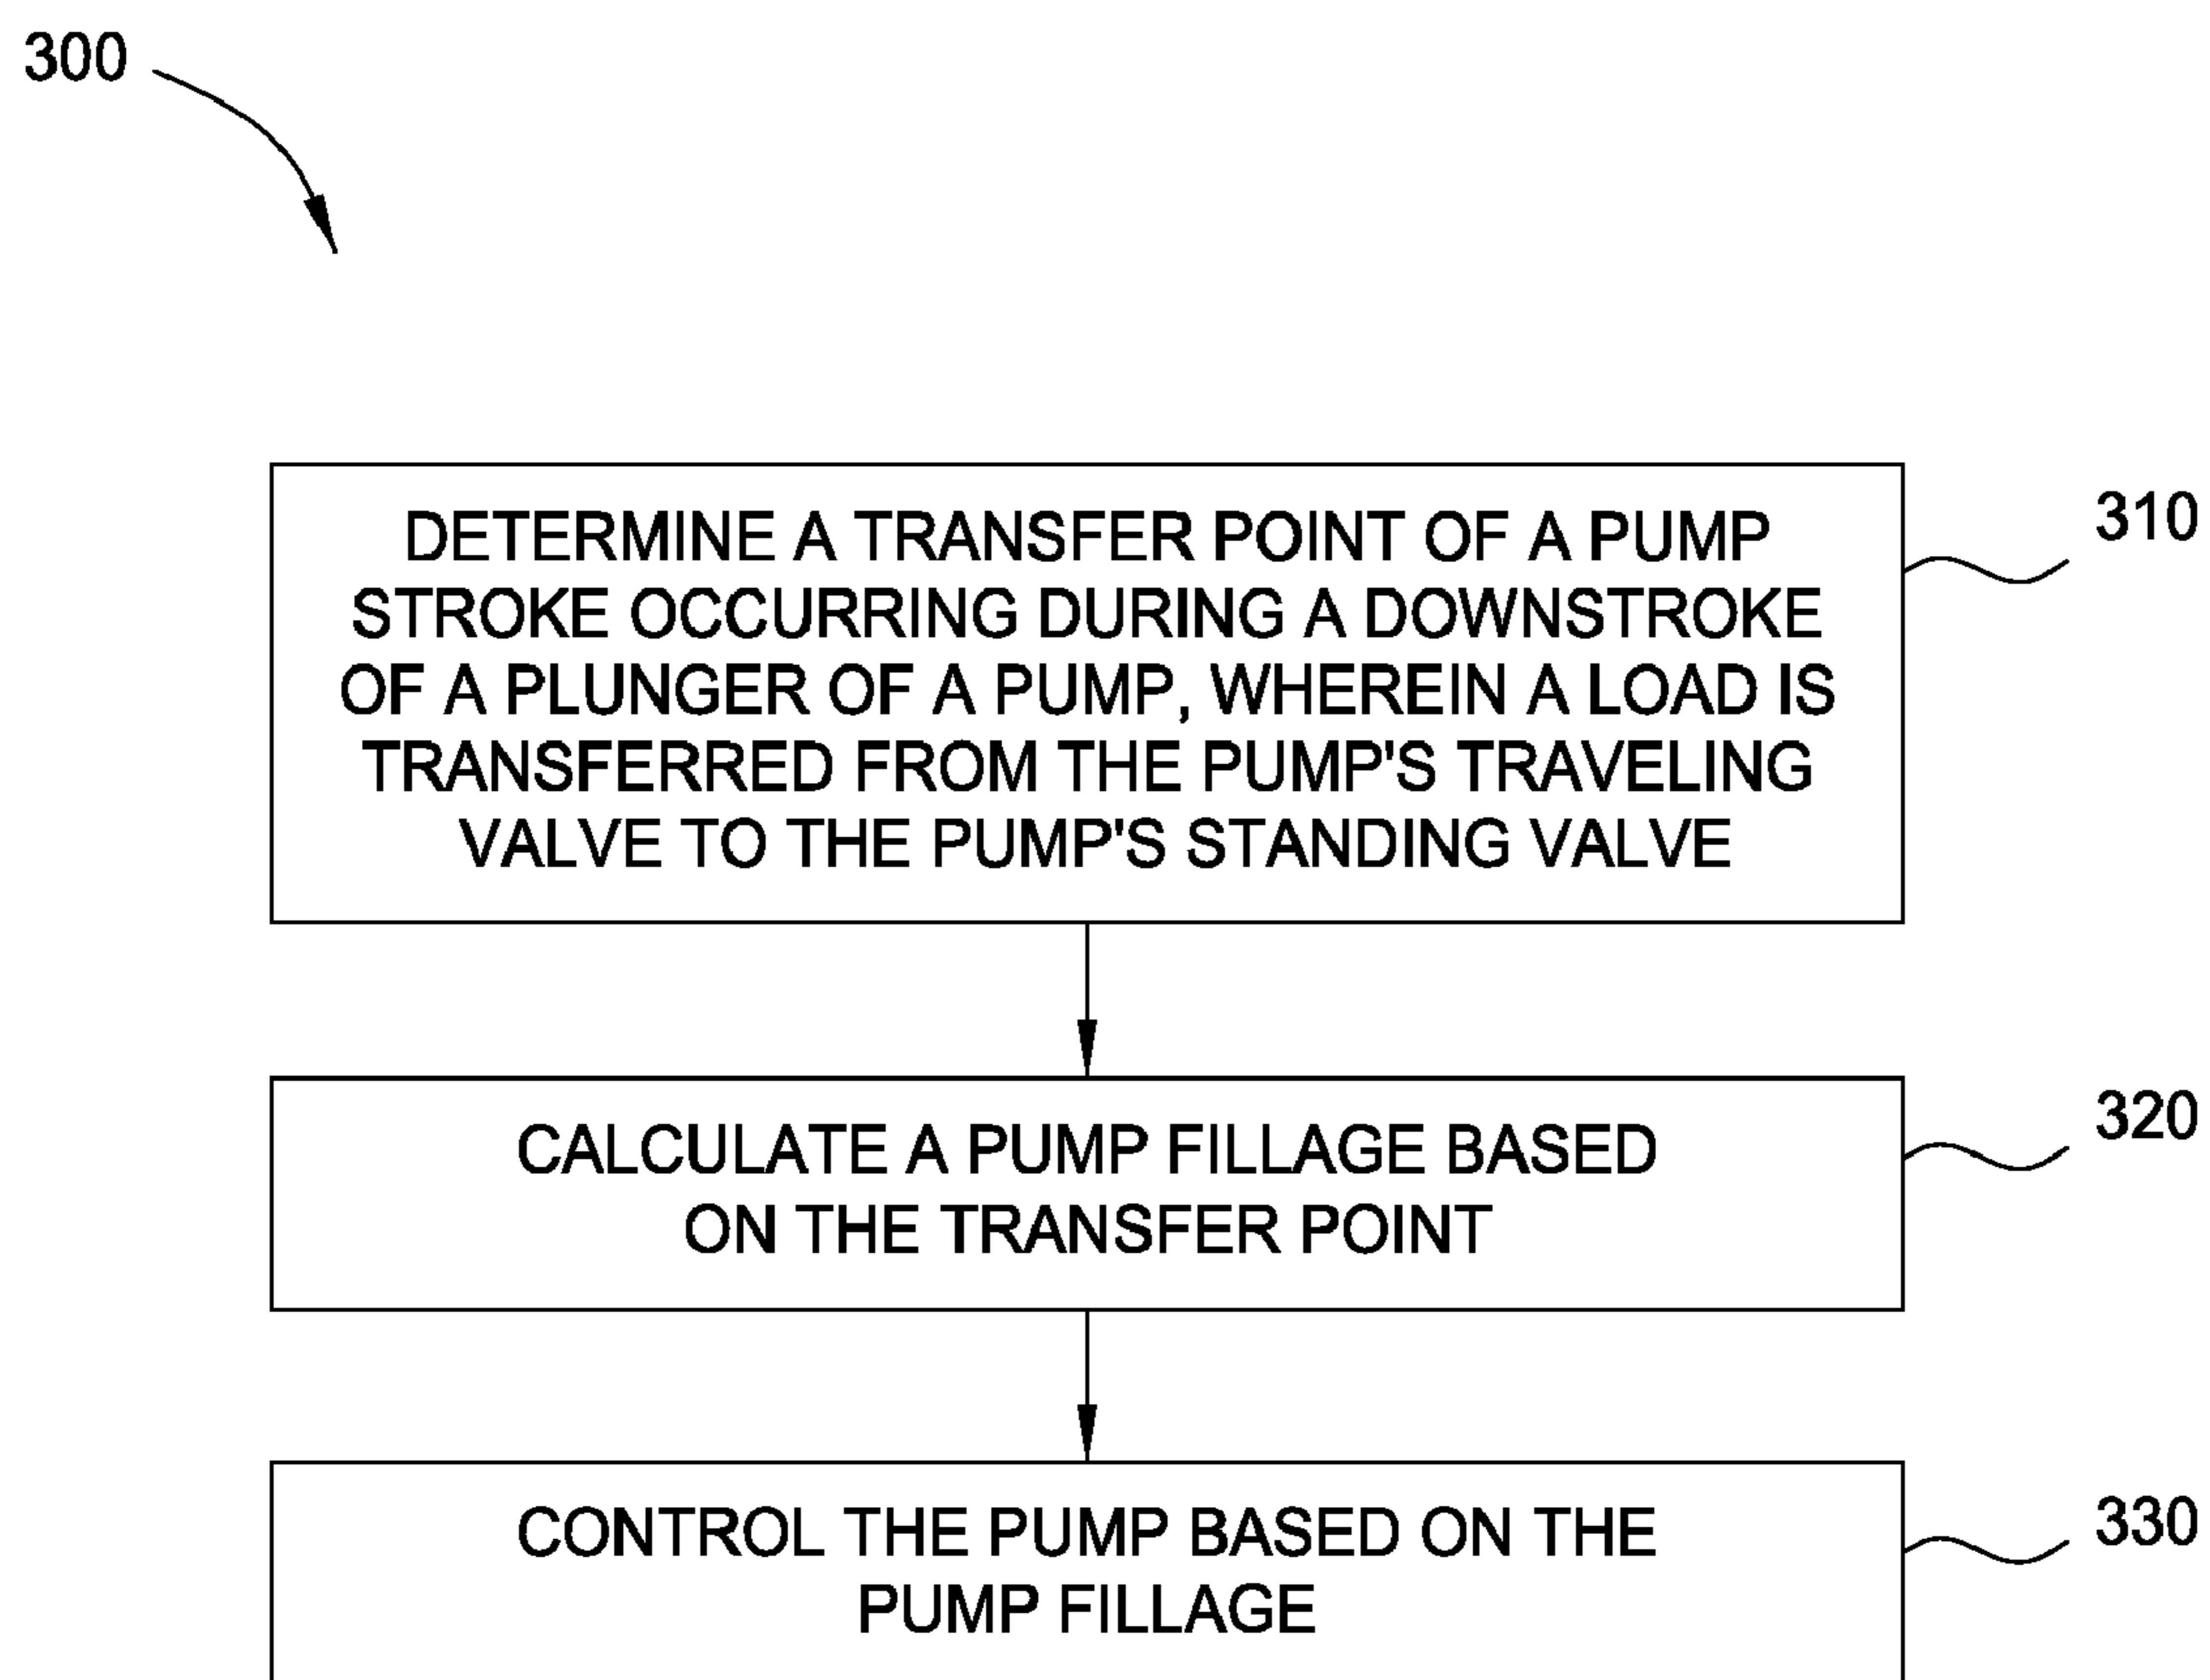 300
DETERMINE A TRANSFER POINT OF A PUMP
STROKE OCCURRING DURING A DOWNSTROKE
OF A PLUNGER OF A PUMP, WHEREIN A LOAD IS
TRANSFERRED FROM THE PUMP'S TRAVELING
VALVE TO THE PUMP'S STANDING VALVE
310
CALCULATE A PUMP FILLAGE BASED
ON THE TRANSFER POINT
320
CONTROL THE PUMP BASED ON THE
PUMP FILLAGE
330